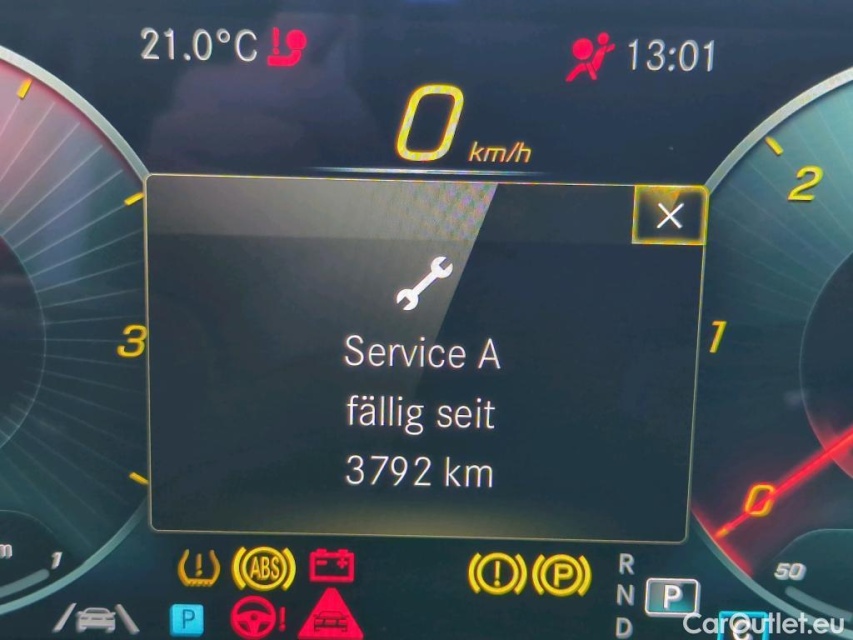 21.0°C 13:01
0 km/h
2
3
1
Service A
fällig seit
3792 km
0
1
50
ABS
P
R
N
D
P
P
CarOutlet.eu